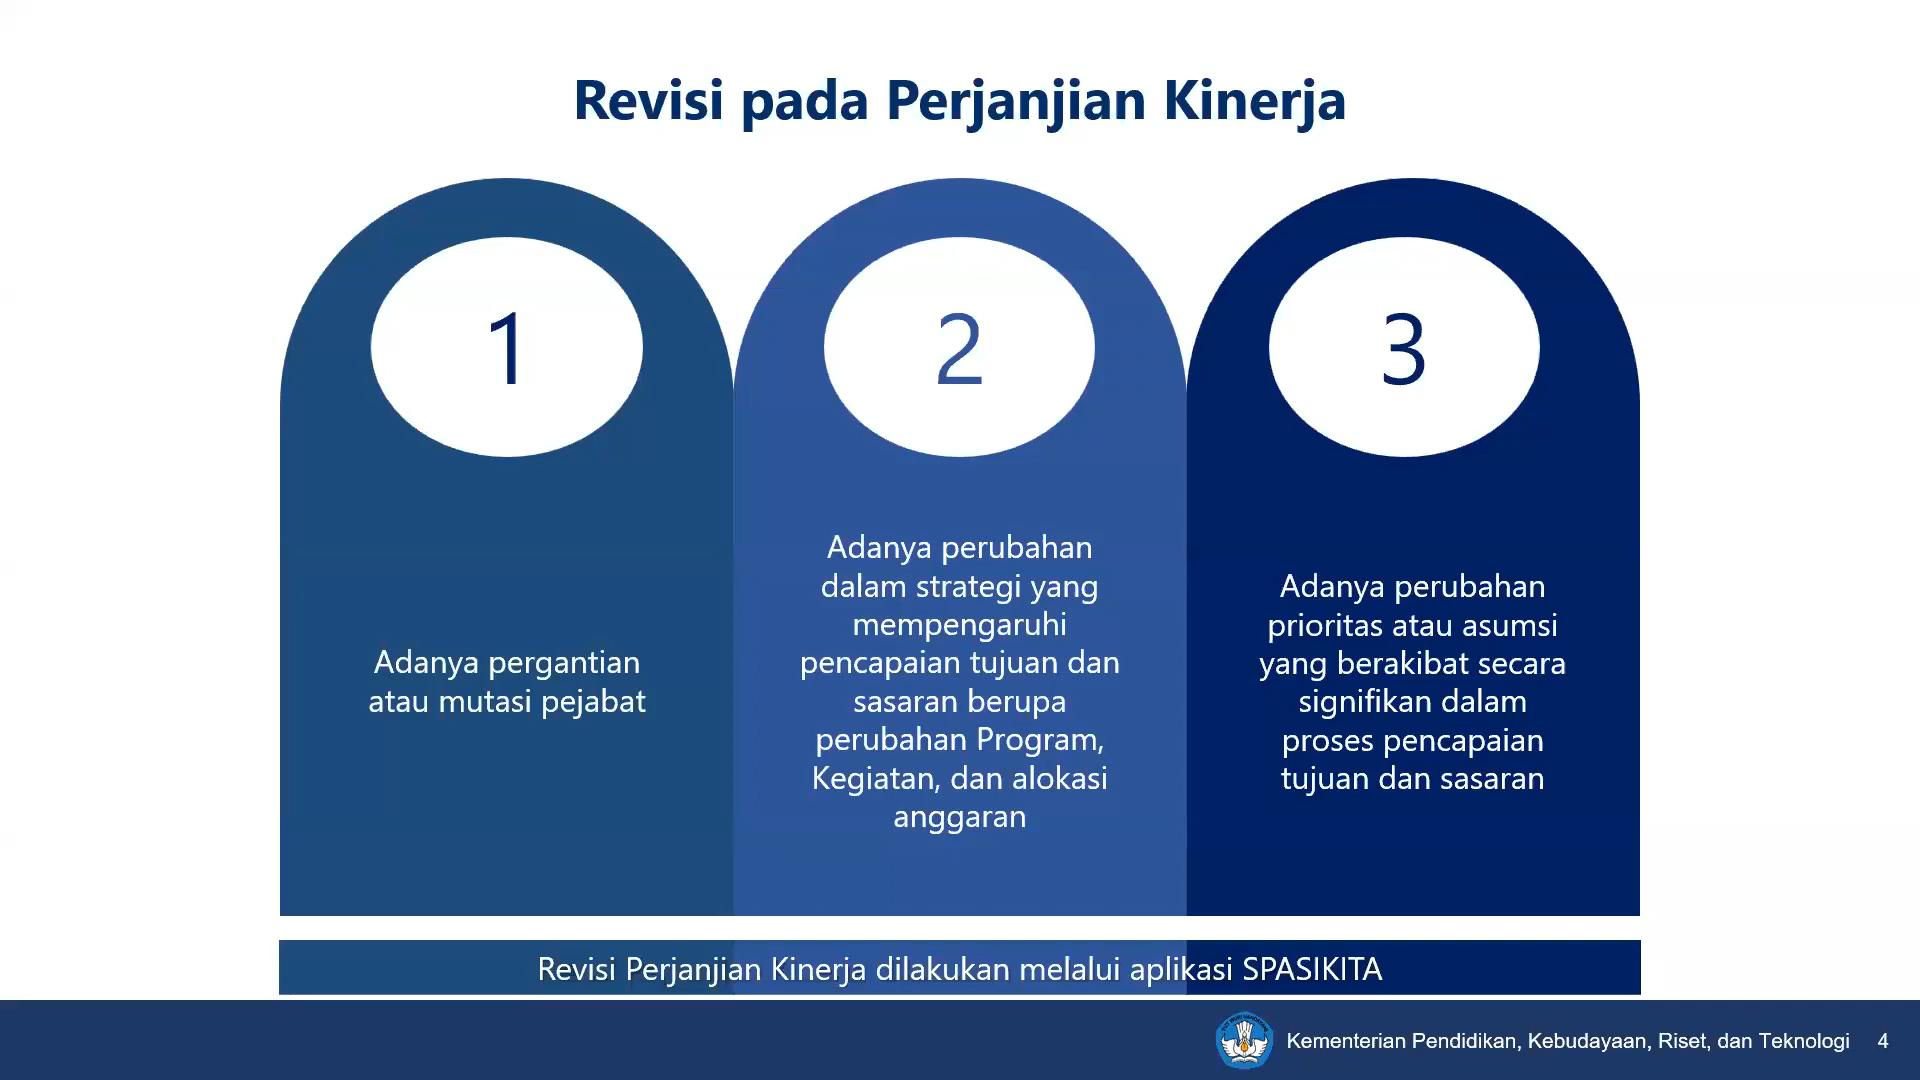 Revisi pada Perjanjian Kinerja
1
Adanya pergantian
atau mutasi pejabat
2
Adanya perubahan
dalam strategi yang
mempengaruhi
pencapaian tujuan dan
sasaran berupa
perubahan Program,
Kegiatan, dan alokasi
anggaran
3
Adanya perubahan
prioritas atau asumsi
yang berakibat secara
signifikan dalam
proses pencapaian
tujuan dan sasaran
Revisi Perjanjian Kinerja dilakukan melalui aplikasi SPASIKITA
Kementerian Pendidikan, Kebudayaan, Riset, dan Teknologi 4